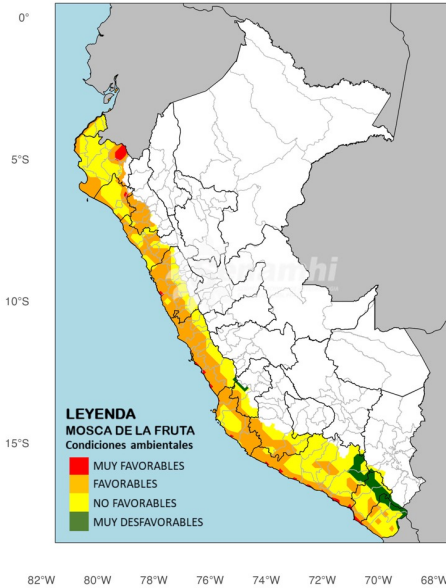 0°
5°S
10°S
15°S
senamhi
LEYENDA
MOSCA DE LA FRUTA
Condiciones ambientales
MUY FAVORABLES
FAVORABLES
NO FAVORABLES
MUY DESFAVORABLES
82°W 80°W 78°W 76°W 74°W 72°W 70°W 68°W